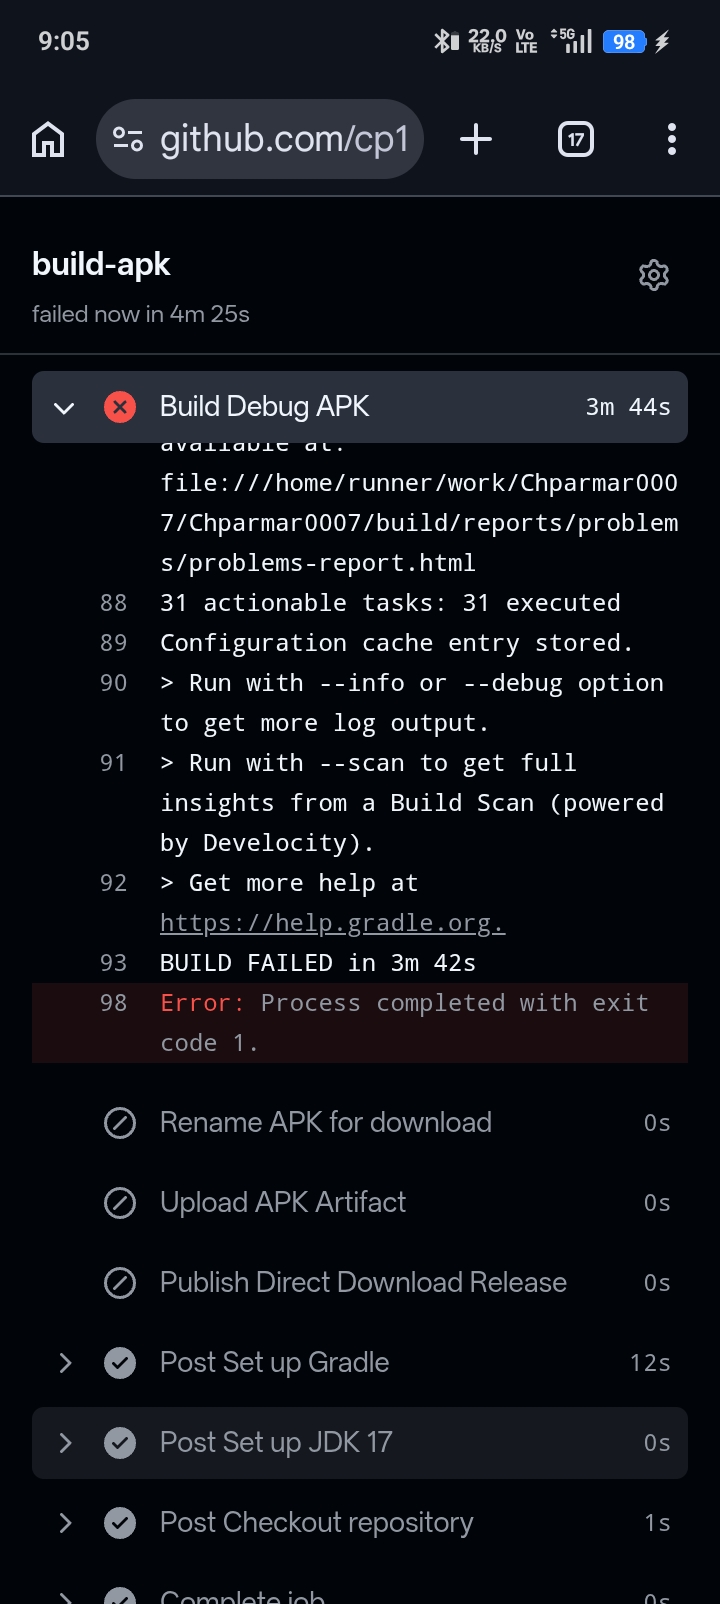 9:05
22.0
KB/S
Vo
LTE
5G
98
github.com/cp1
17
build-apk
failed now in 4m 25s
Build Debug APK 3m 44s
available at:
file:///home/runner/work/Chparmar000
7/Chparmar0007/build/reports/problem
s/problems-report.html
88 31 actionable tasks: 31 executed
89 Configuration cache entry stored.
90 > Run with --info or --debug option
to get more log output.
91 > Run with --scan to get full
insights from a Build Scan (powered
by Develocity).
92 > Get more help at
https://help.gradle.org.
93 BUILD FAILED in 3m 42s
98 Error: Process completed with exit
code 1.
Rename APK for download 0s
Upload APK Artifact 0s
Publish Direct Download Release 0s
Post Set up Gradle 12s
Post Set up JDK 17 0s
Post Checkout repository 1s
Complete job 0s